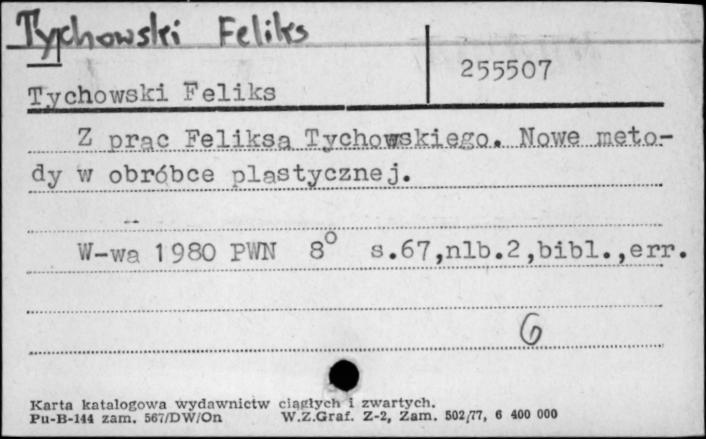 Tychowski Feliks
255507
Tychowski Feliks
Z prac Feliksa Tychowskiego. Nowe meto-
dy w obróbce plastycznej.
W-wa 1980 PWN 8° s.67,nlb.2,bibl.,err.
6
Karta katalogowa wydawnictw ciągłych i zwartych.
Pu-B-144 zam. 567/DW/On W.Z.Graf. Z-2, Zam. 502/77, 6 400 000